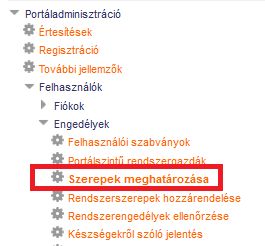 Portáladminisztráció
Értesítések
Regisztráció
További jellemzők
Felhasználók
Fiókok
Engedélyek
Felhasználói szabványok
Portálszintű rendszergazdák
Szerepek meghatározása
Rendszerszerepek hozzárendelése
Rendszerengedélyek ellenőrzése
Készségekről szóló jelentés